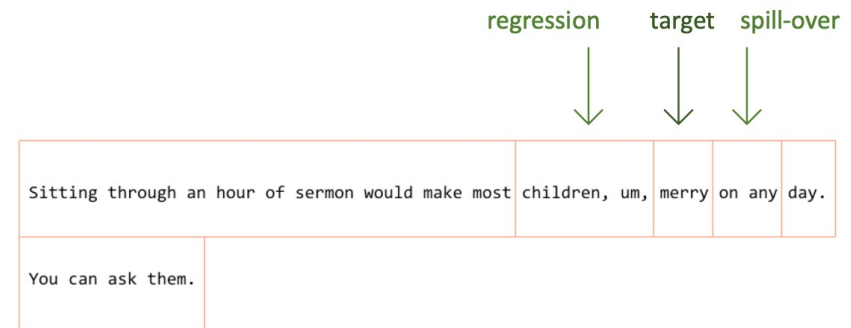 regression target spill-over
Sitting through an hour of sermon would make most children, um, merry on any day.
You can ask them.